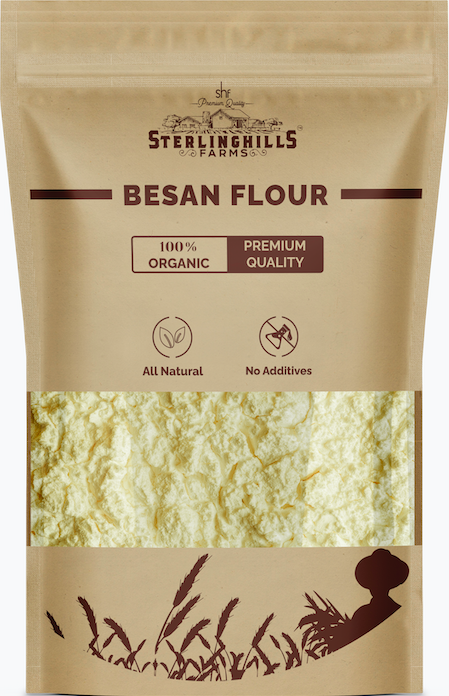 shf
Premium Quality
STERLINGHILLS
FARMS
BESAN FLOUR
100% ORGANIC
PREMIUM QUALITY
All Natural
No Additives